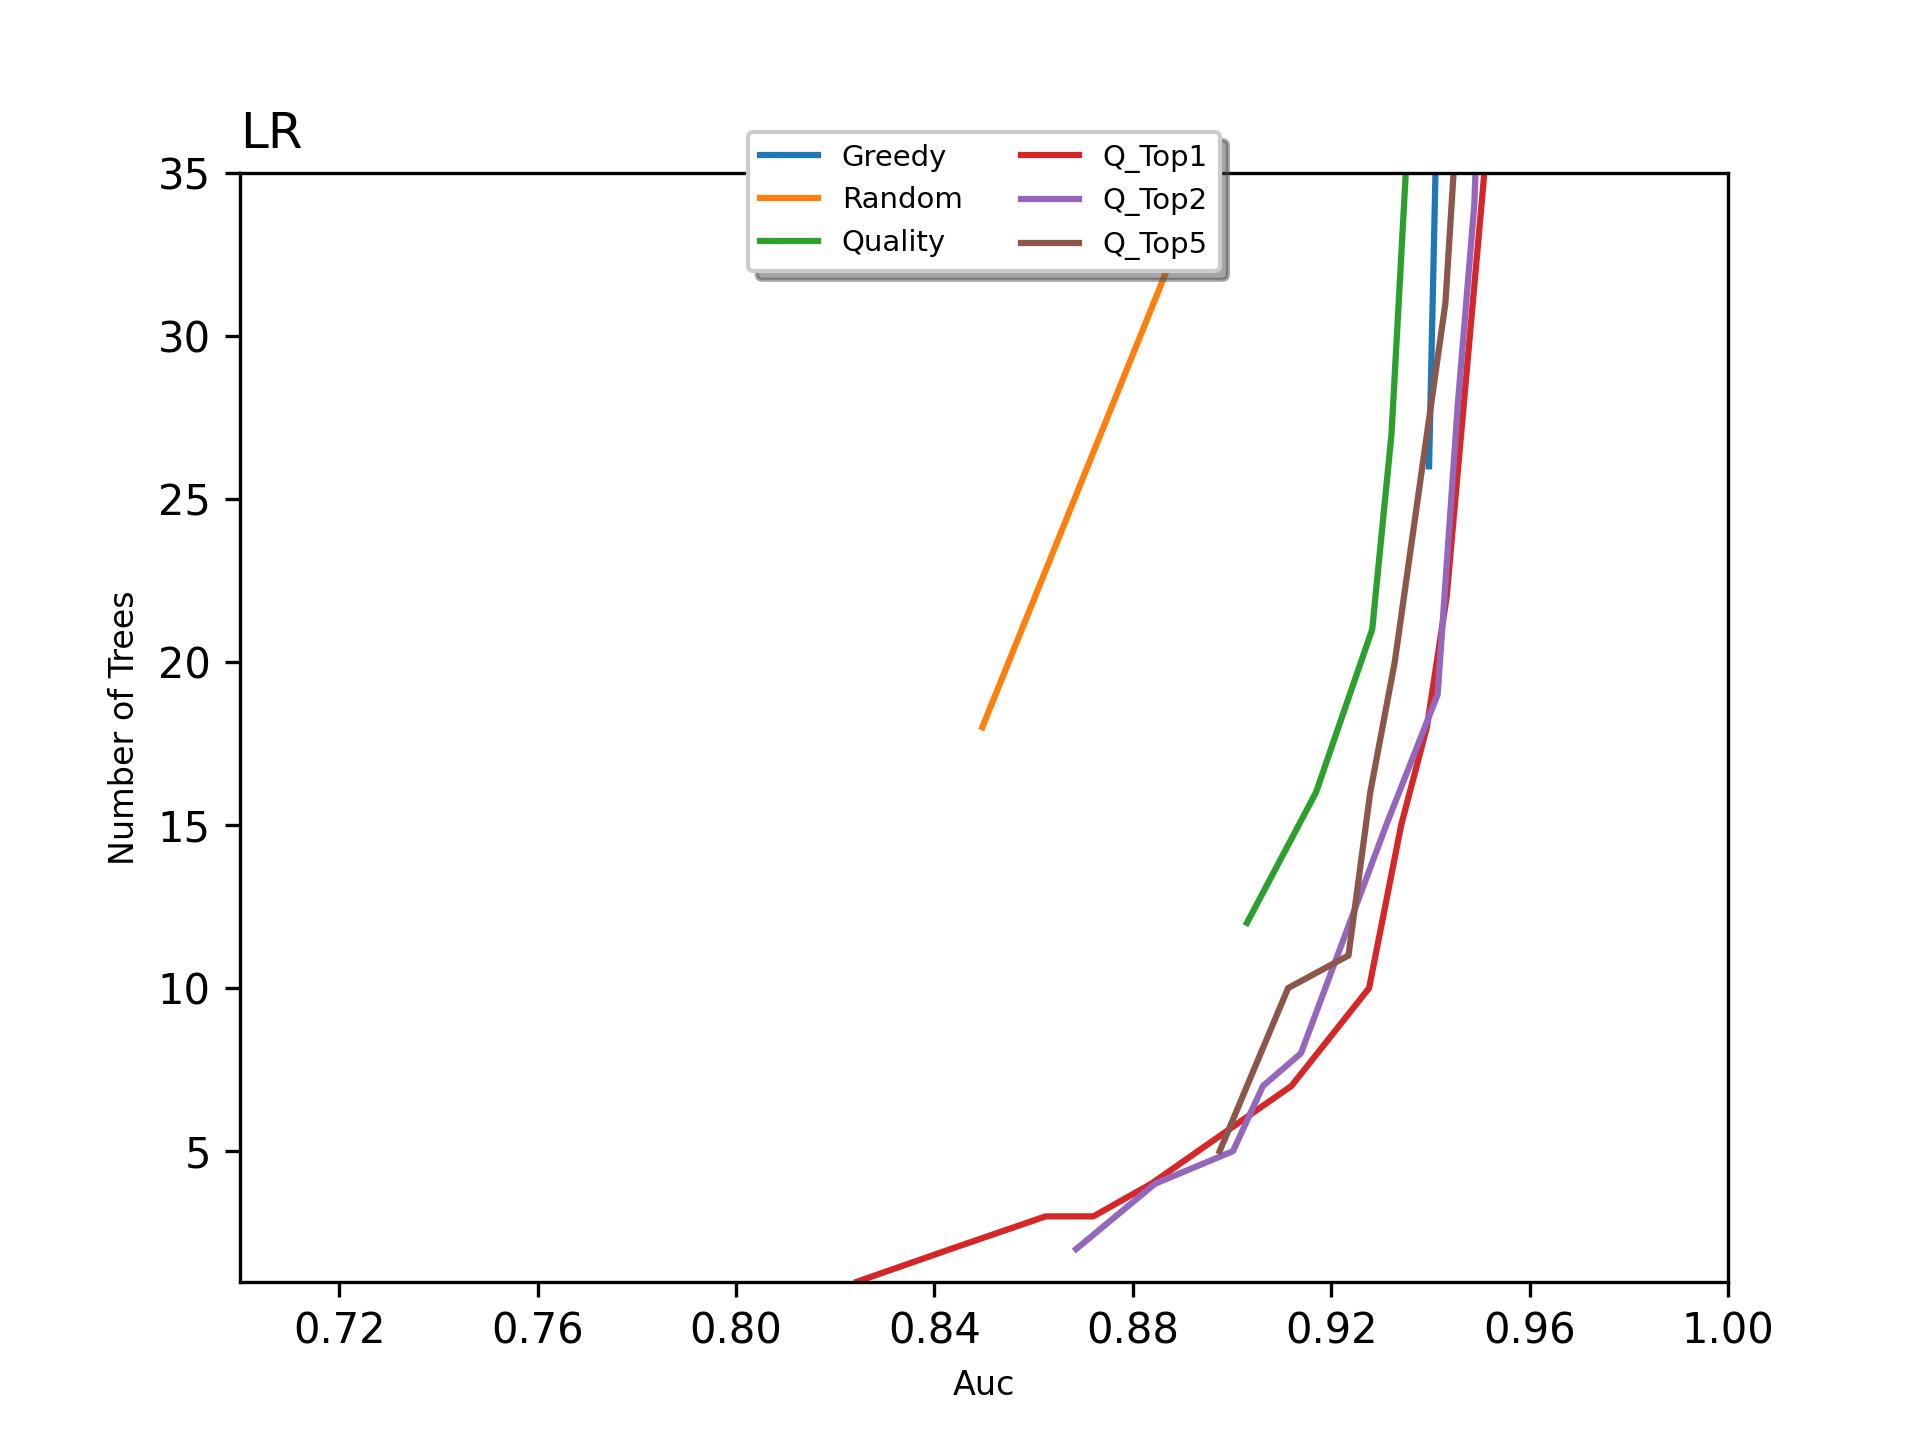 LR
Greedy
Random
Quality
Q_Top1
Q_Top2
Q_Top5
35
30
25
20
15
10
5
Number of Trees
0.72 0.76 0.80 0.84 0.88 0.92 0.96 1.00
Auc